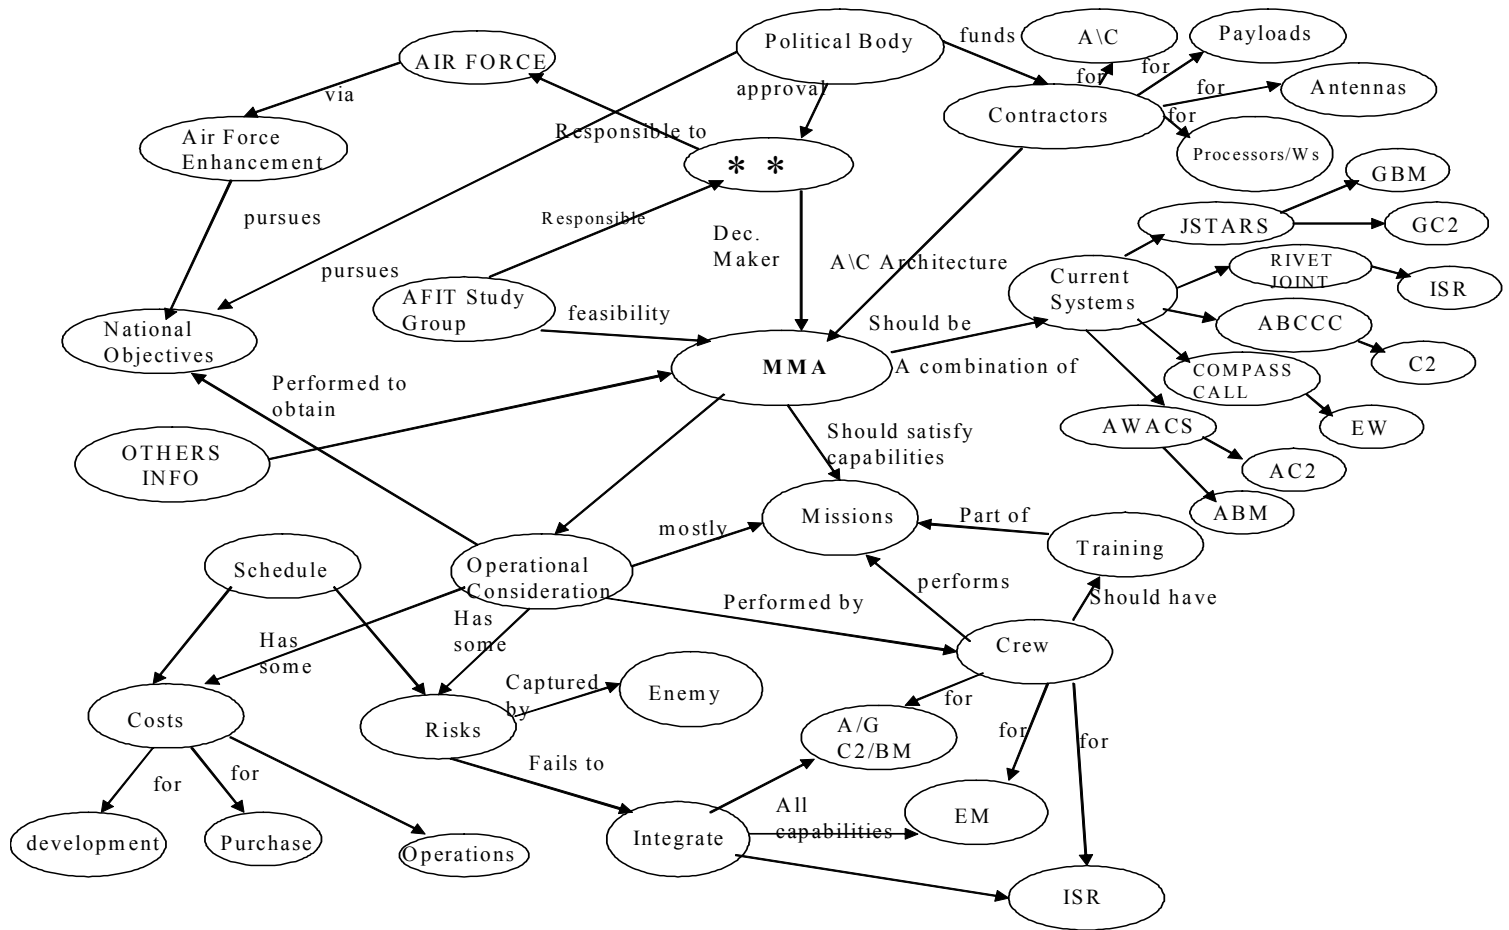 Political Body
funds
A\C
Payloads
AIR FORCE
for
for
via
approval
for
Antennas
Contractors
for
Air Force
Enhancement
Responsible to
* *
Processors/Ws
GBM
pursues
Responsible
JSTARS
GC2
Dec.
Maker
A\C Architecture
pursues
Current
Systems
RIVET
JOINT
ISR
AFIT Study
Group
feasibility
National
Objectives
Should be
ABCCC
MMA
A combination of
C2
COMPASS
CALL
Performed to
obtain
AWACS
EW
OTHERS
INFO
Should satisfy
capabilities
AC2
ABM
Missions
Part of
mostly
Training
Schedule
Operational
Consideration
performs
Should have
Performed by
Has
some
Has
some
Crew
Captured
by
Enemy
for
Costs
Risks
A/G
C2/BM
for
for
Fails to
for
for
All
capabilities
EM
development
Purchase
Operations
Integrate
ISR